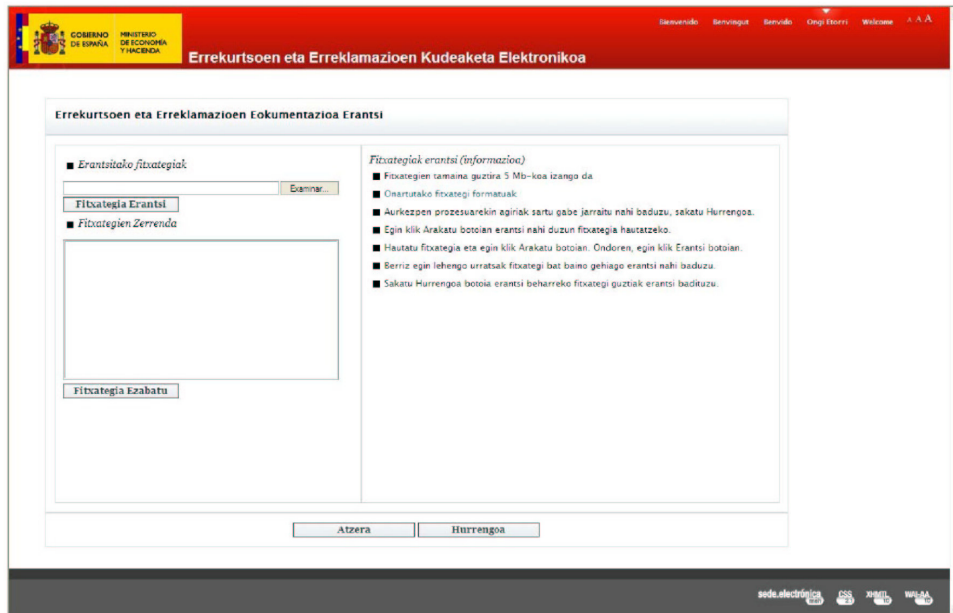 Bienvenido Benvingut Benvido Ongi Etorri Welcome A A A
GOBIERNO DE ESPAÑA
MINISTERIO DE ECONOMÍA Y HACIENDA
Errekurtsoen eta Erreklamazioen Kudeaketa Elektronikoa
Errekurtsoen eta Erreklamazioen Eokumentazioa Erantsi
Erantsitako fitxategiak
Examinar...
Fitxategia Erantsi
Fitxategien Zerrenda
Fitxategia Ezabatu
Fitxategiak erantsi (informazioa)
Fitxategien tamaina guztira 5 Mb-koa izango da
Onartutako fitxategi formatuak
Aurkezpen prozesuarekin agiriak sartu gabe jarraitu nahi baduzu, sakatu Hurrengoa.
Egin klik Arakatu botoian erantsi nahi duzun fitxategia hautatzeko.
Hautatu fitxategia eta egin klik Arakatu botoian. Ondoren, egin klik Erantsi botoian.
Berriz egin lehengo urratsak fitxategi bat baino gehiago erantsi nahi baduzu.
Sakatu Hurrengoa botoia erantsi beharreko fitxategi guztiak erantsi badituzu.
Atzera Hurrengoa
sede.electrónica CSS XHMTL WAI-AA